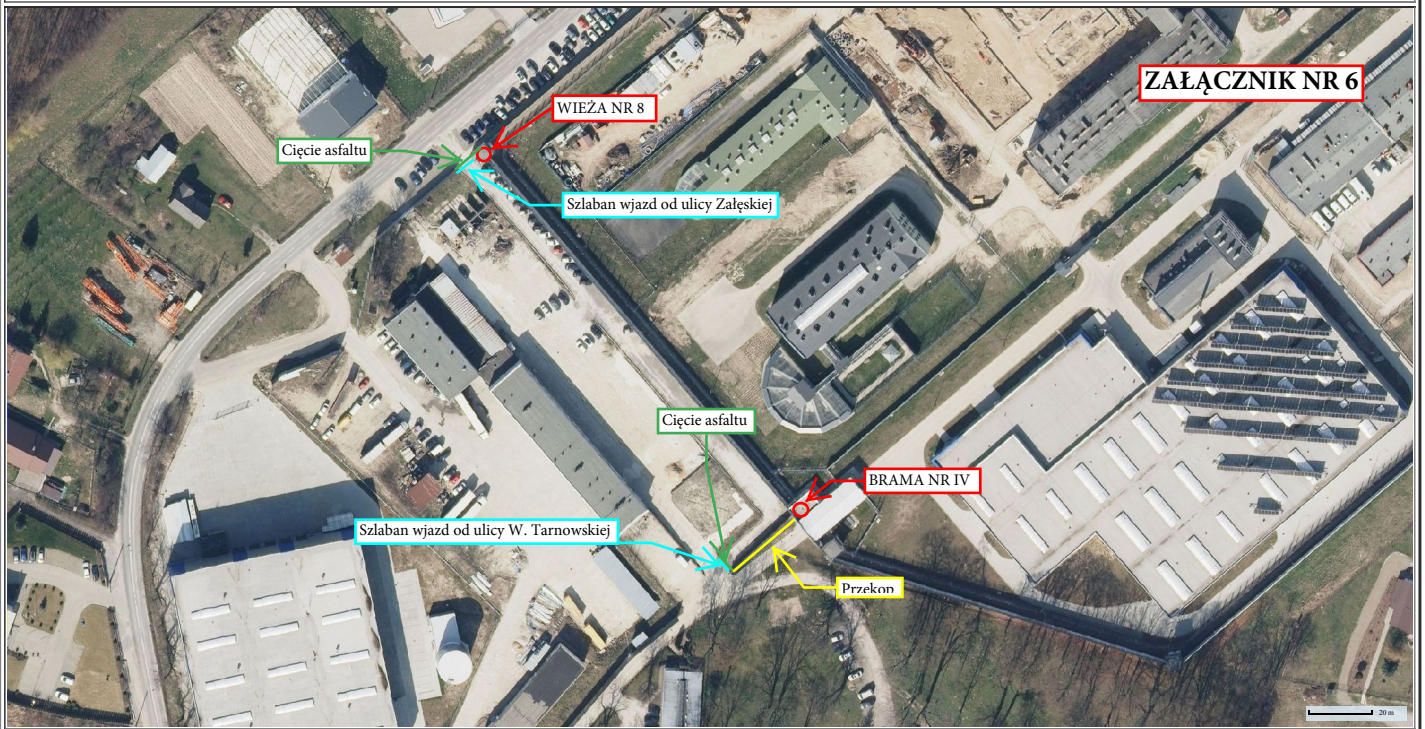 ZAŁĄCZNIK NR 6
WIEŻA NR 8
Cięcie asfaltu
Szlaban wjazd od ulicy Załęskiej
Cięcie asfaltu
BRAMA NR IV
Szlaban wjazd od ulicy W. Tarnowskiej
Przekop
20 m